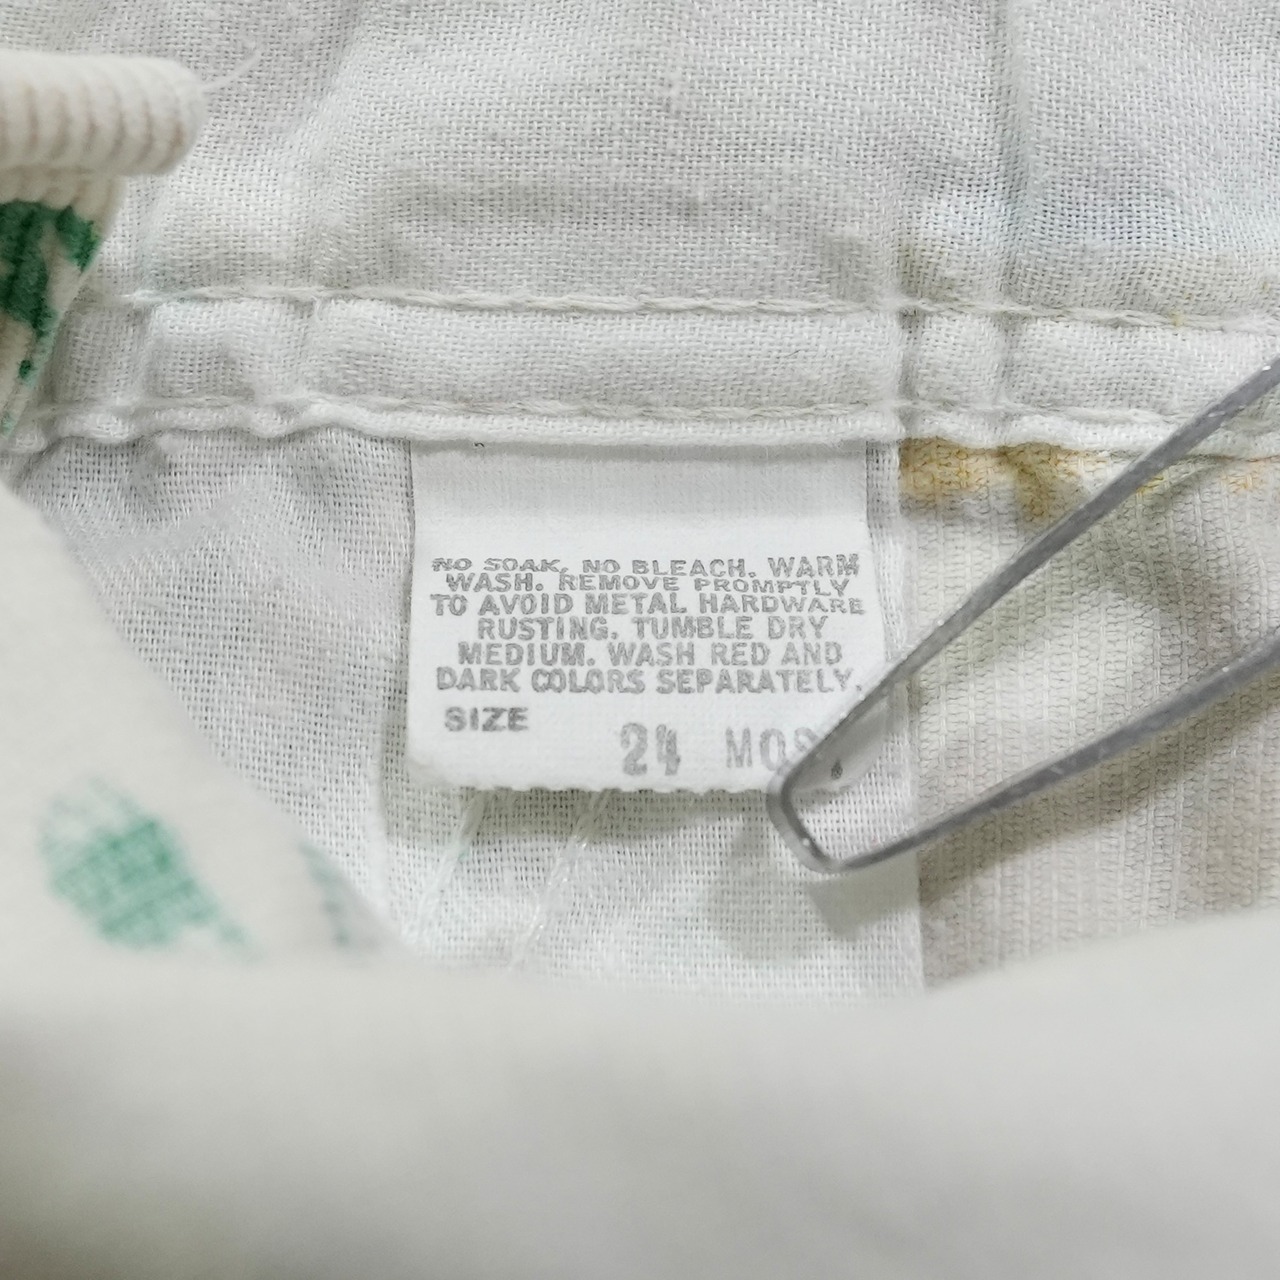 NO SOAK, NO BLEACH. WARM
WASH. REMOVE PROMPTLY
TO AVOID METAL HARDWARE
RUSTING. TUMBLE DRY
MEDIUM. WASH RED AND
DARK COLORS SEPARATELY.
SIZE
24 MOS.